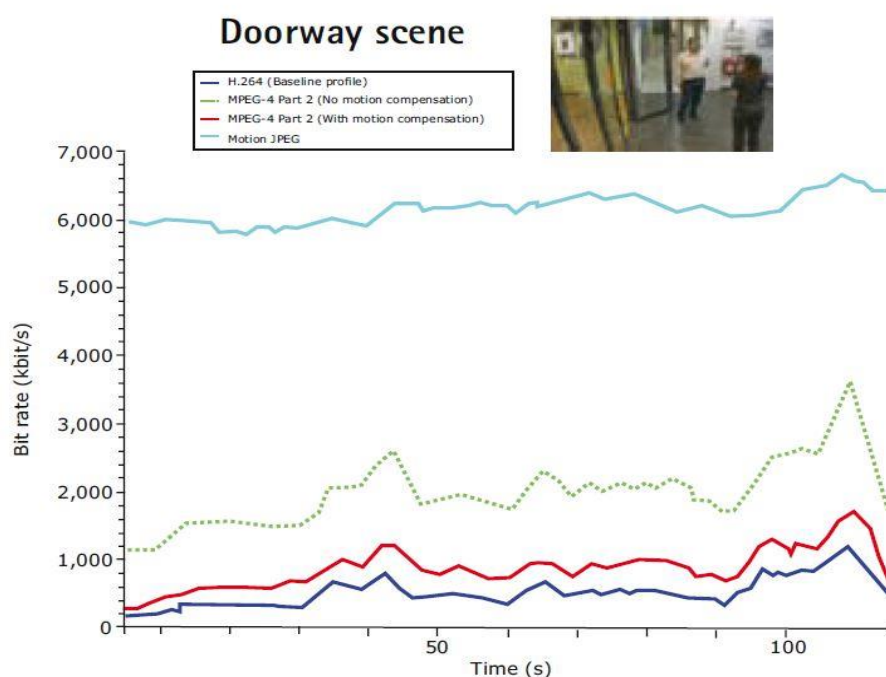 Doorway scene
H.264 (Baseline profile)
MPEG-4 Part 2 (No motion compensation)
MPEG-4 Part 2 (With motion compensation)
Motion JPEG
7,000
6,000
5,000
4,000
3,000
2,000
1,000
0
Bit rate (kbit/s)
50
100
Time (s)